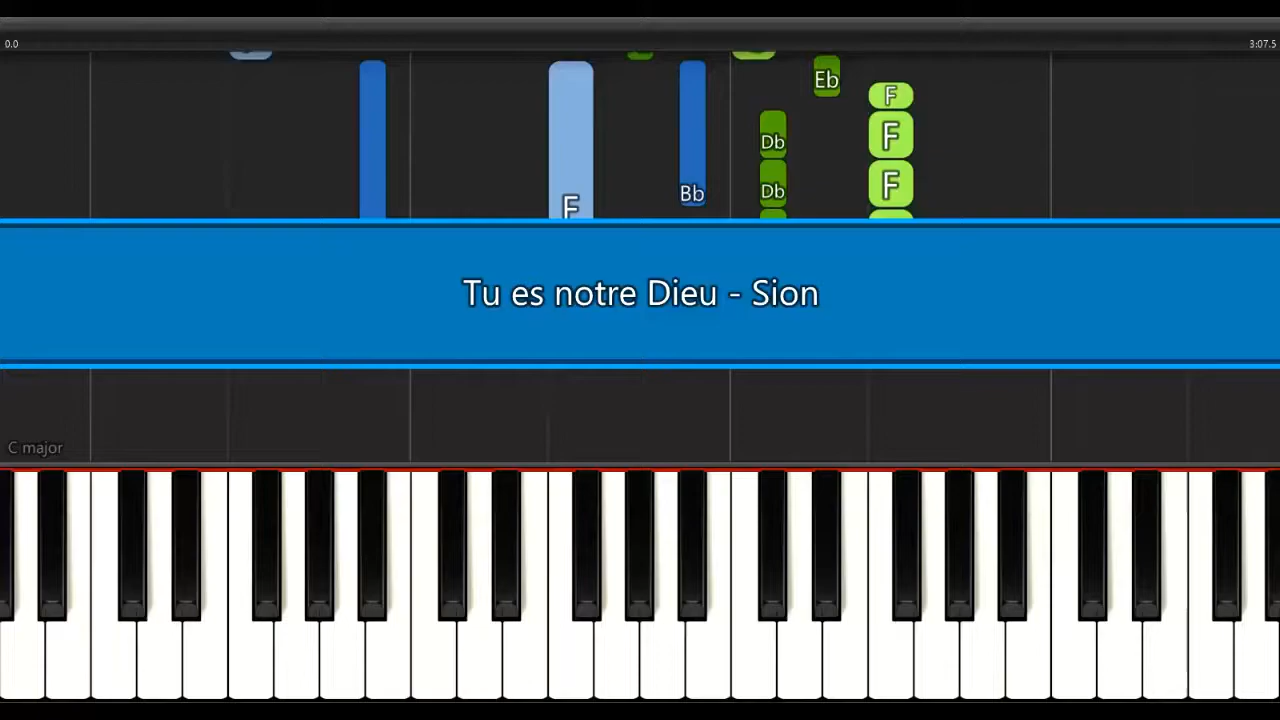 0.0
3:07.5
Eb
F
Db
F
Db
F
Bb
F
Tu es notre Dieu - Sion
C major